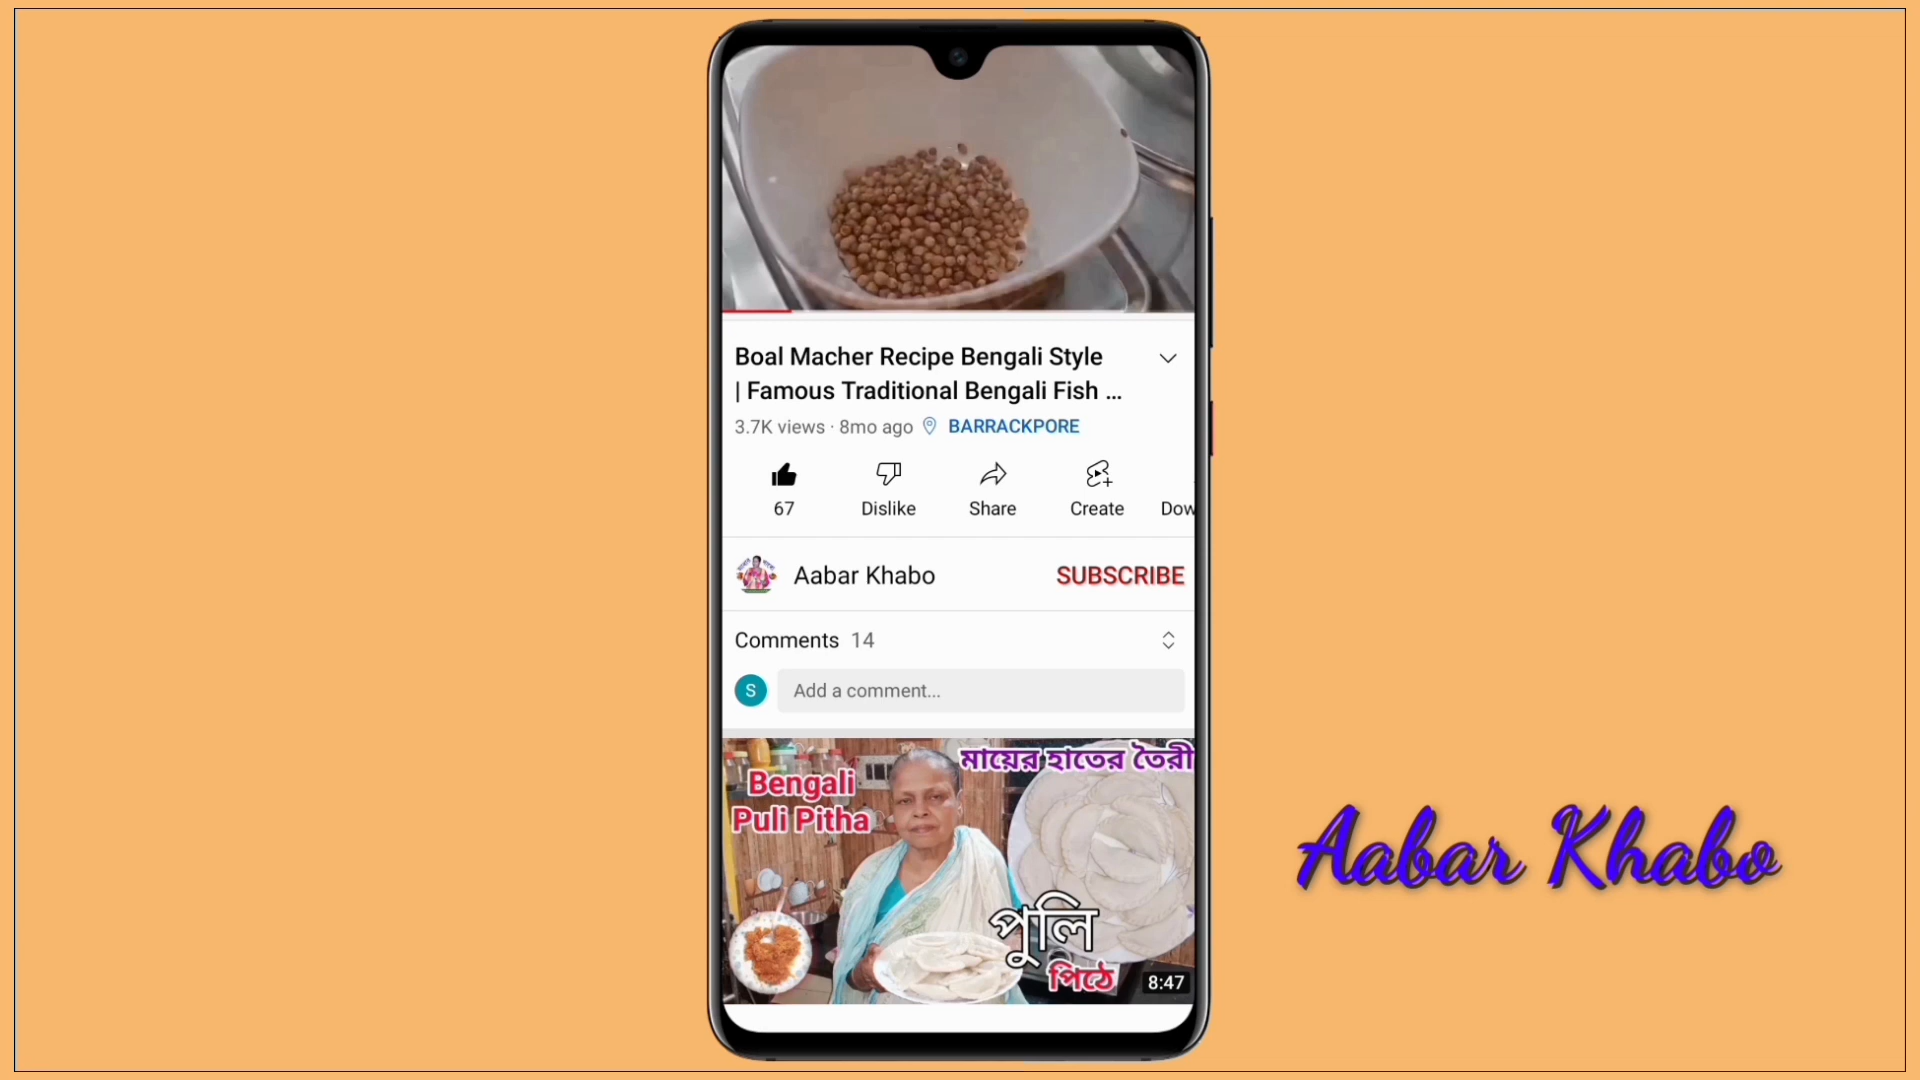 Boal Macher Recipe Bengali Style
| Famous Traditional Bengali Fish ...
3.7K views · 8mo ago BARRACKPORE
67 Dislike Share Create Dow
Aabar Khabo SUBSCRIBE
Comments 14
S Add a comment...
মায়ের হাতের তৈরী
Bengali
Puli Pitha
পুলি
পিঠে
8:47
Aabar Khabo